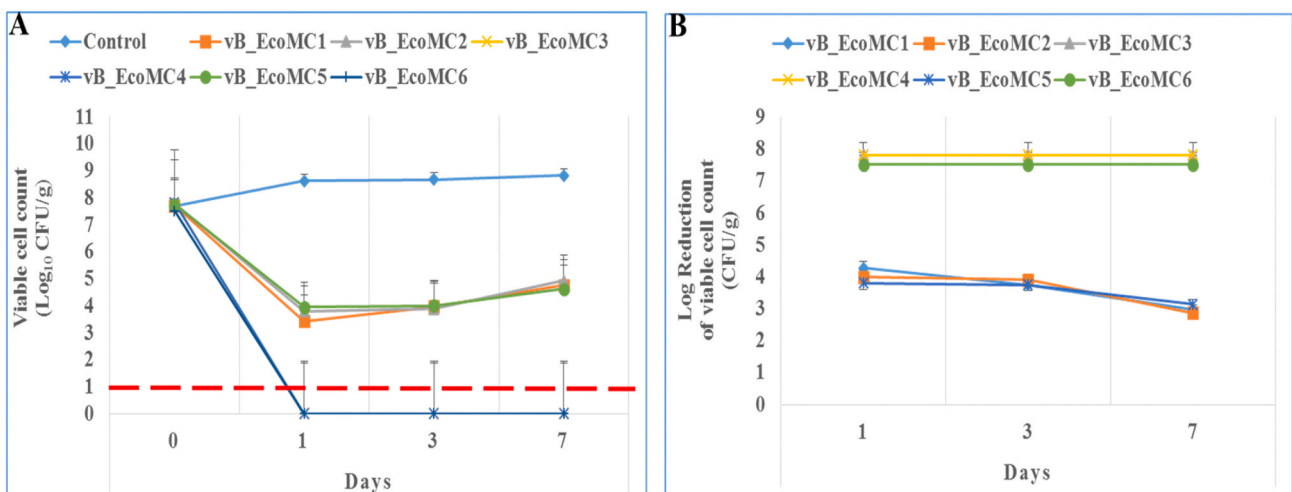 A
Control vB_EcoMC1 vB_EcoMC2 vB_EcoMC3
vB_EcoMC4 vB_EcoMC5 vB_EcoMC6
Viable cell count
(Log₁₀ CFU/g)
11
10
9
8
7
6
5
4
3
2
1
0
0 1 3 7
Days
B
vB_EcoMC1 vB_EcoMC2 vB_EcoMC3
vB_EcoMC4 vB_EcoMC5 vB_EcoMC6
Log Reduction
of viable cell count
(CFU/g)
9
8
7
6
5
4
3
2
1
0
1 3 7
Days